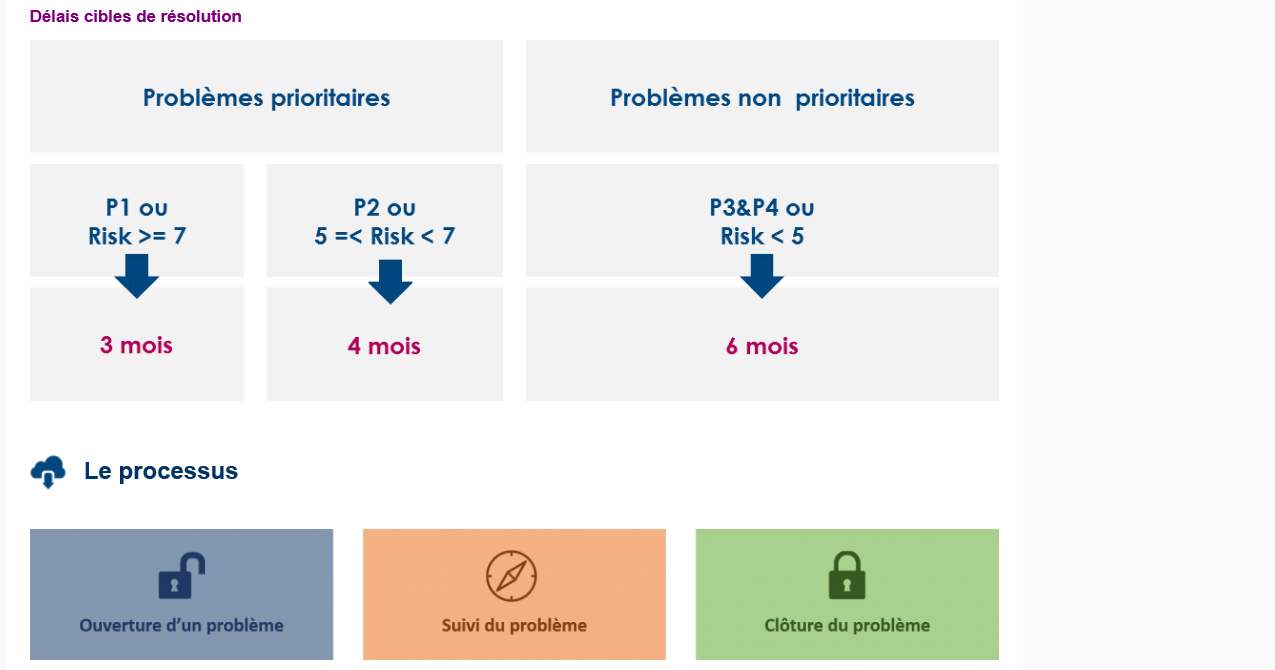 Délais cibles de résolution
Problèmes prioritaires
Problèmes non prioritaires
P1 ou
Risk >= 7
P2 ou
5 =< Risk < 7
P3&P4 ou
Risk < 5
3 mois
4 mois
6 mois
Le processus
Ouverture d'un problème
Suivi du problème
Clôture du problème